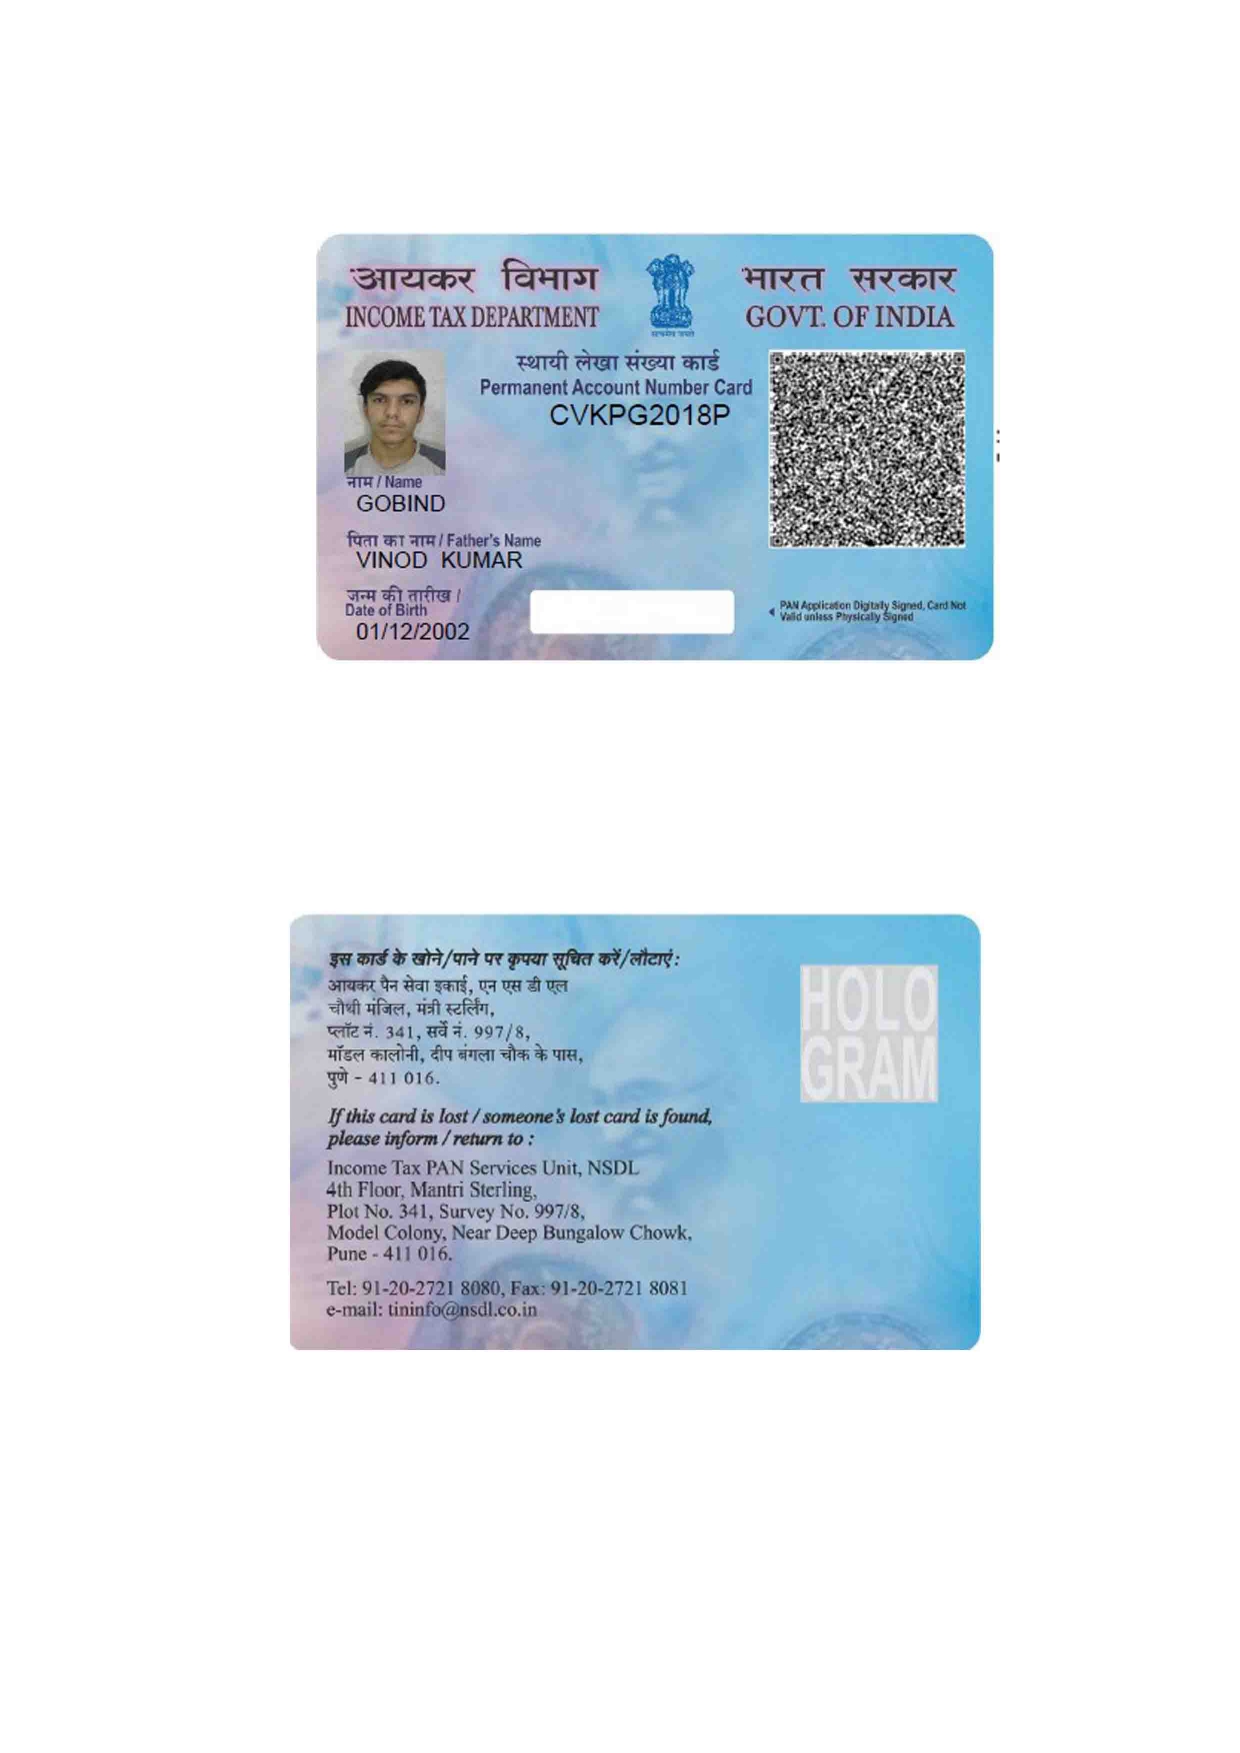 आयकर विभाग
INCOME TAX DEPARTMENT
सत्यमेव जयते
भारत सरकार
GOVT. OF INDIA
स्थायी लेखा संख्या कार्ड
Permanent Account Number Card
CVKPG2018P
नाम / Name
GOBIND
पिता का नाम / Father's Name
VINOD KUMAR
जन्म की तारीख /
Date of Birth
01/12/2002
PAN Application Digitally Signed, Card Not
Valid unless Physically Signed
इस कार्ड के खोने/पाने पर कृपया सूचित करें/लौटाएं:
आयकर पैन सेवा इकाई, एन एस डी एल
चौथी मंजिल, मंत्री स्टर्लिंग,
प्लॉट नं. 341, सर्वे नं. 997/8,
मॉडल कालोनी, दीप बंगला चौक के पास,
पुणे - 411 016.
If this card is lost / someone's lost card is found,
please inform / return to :
Income Tax PAN Services Unit, NSDL
4th Floor, Mantri Sterling,
Plot No. 341, Survey No. 997/8,
Model Colony, Near Deep Bungalow Chowk,
Pune - 411 016.
Tel: 91-20-2721 8080, Fax: 91-20-2721 8081
e-mail: tininfo@nsdl.co.in
HOLO
GRAM